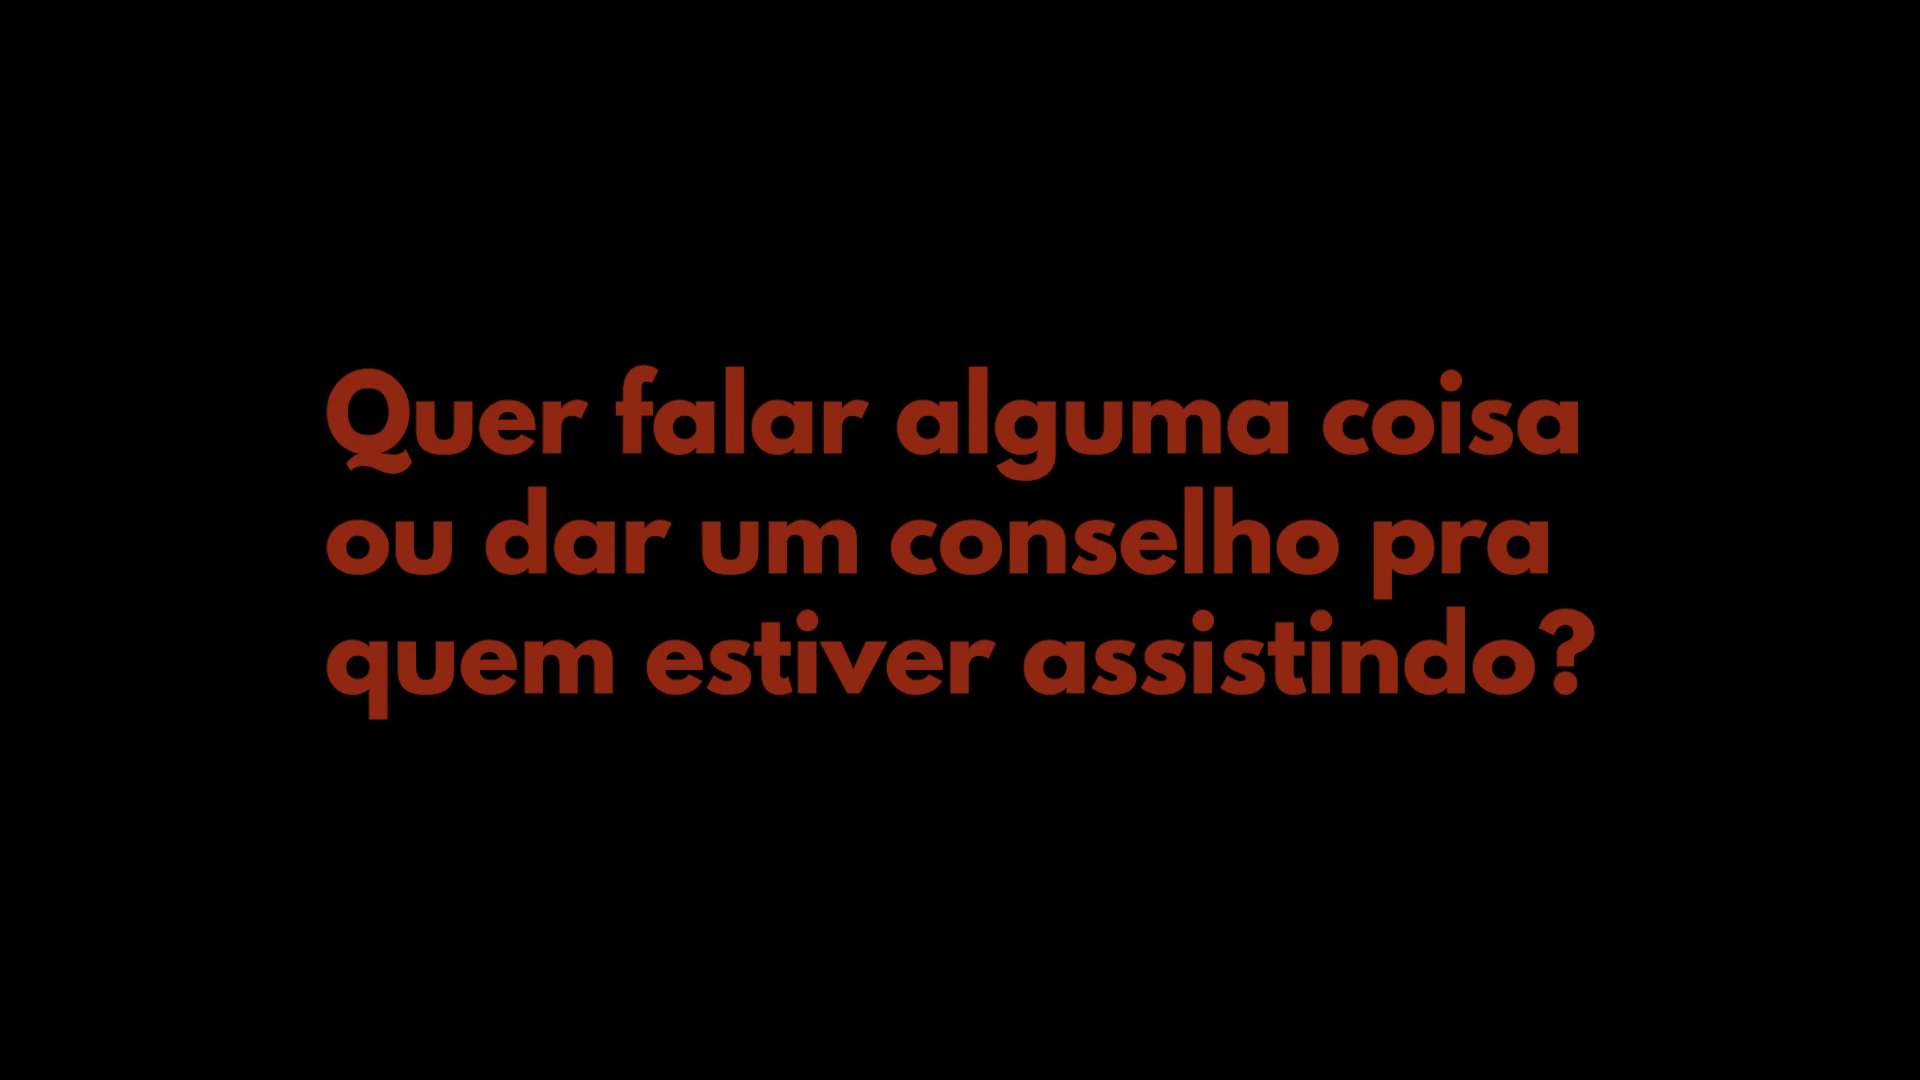 Quer falar alguma coisa
ou dar um conselho pra
quem estiver assistindo?